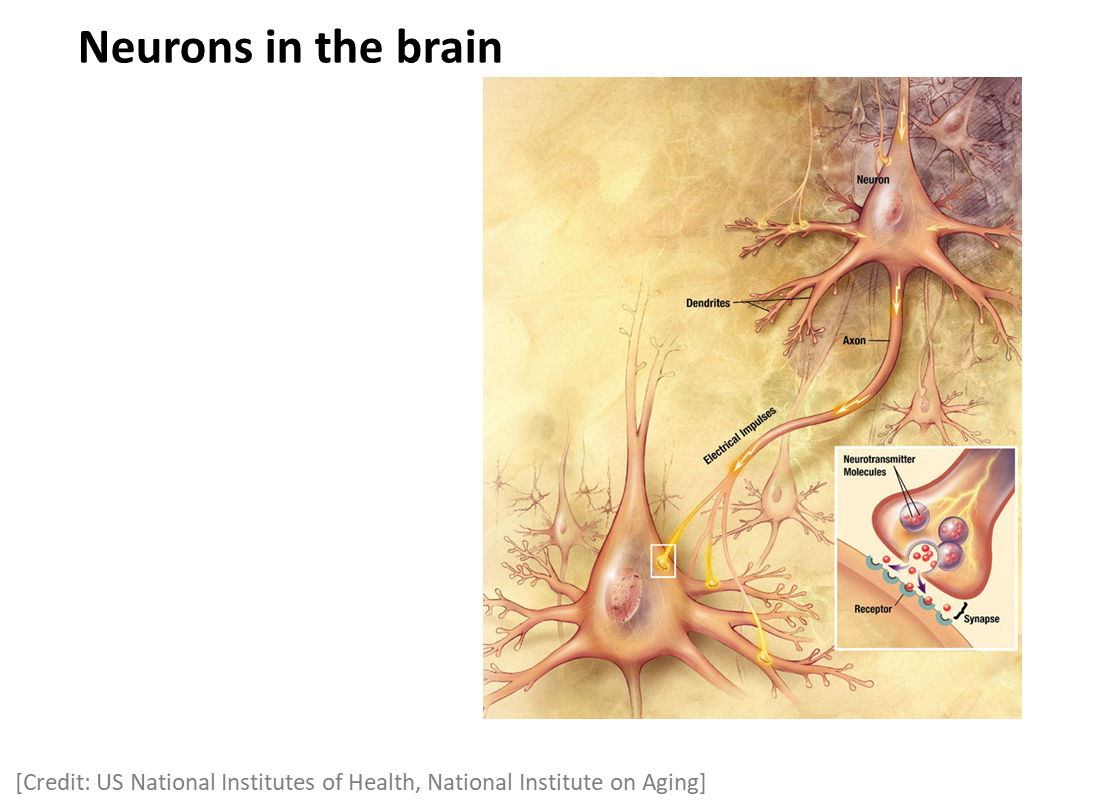 Neurons in the brain
Neuron
Dendrites
Axon
Electrical Impulses
Neurotransmitter
Molecules
Receptor
Synapse
[Credit: US National Institutes of Health, National Institute on Aging]